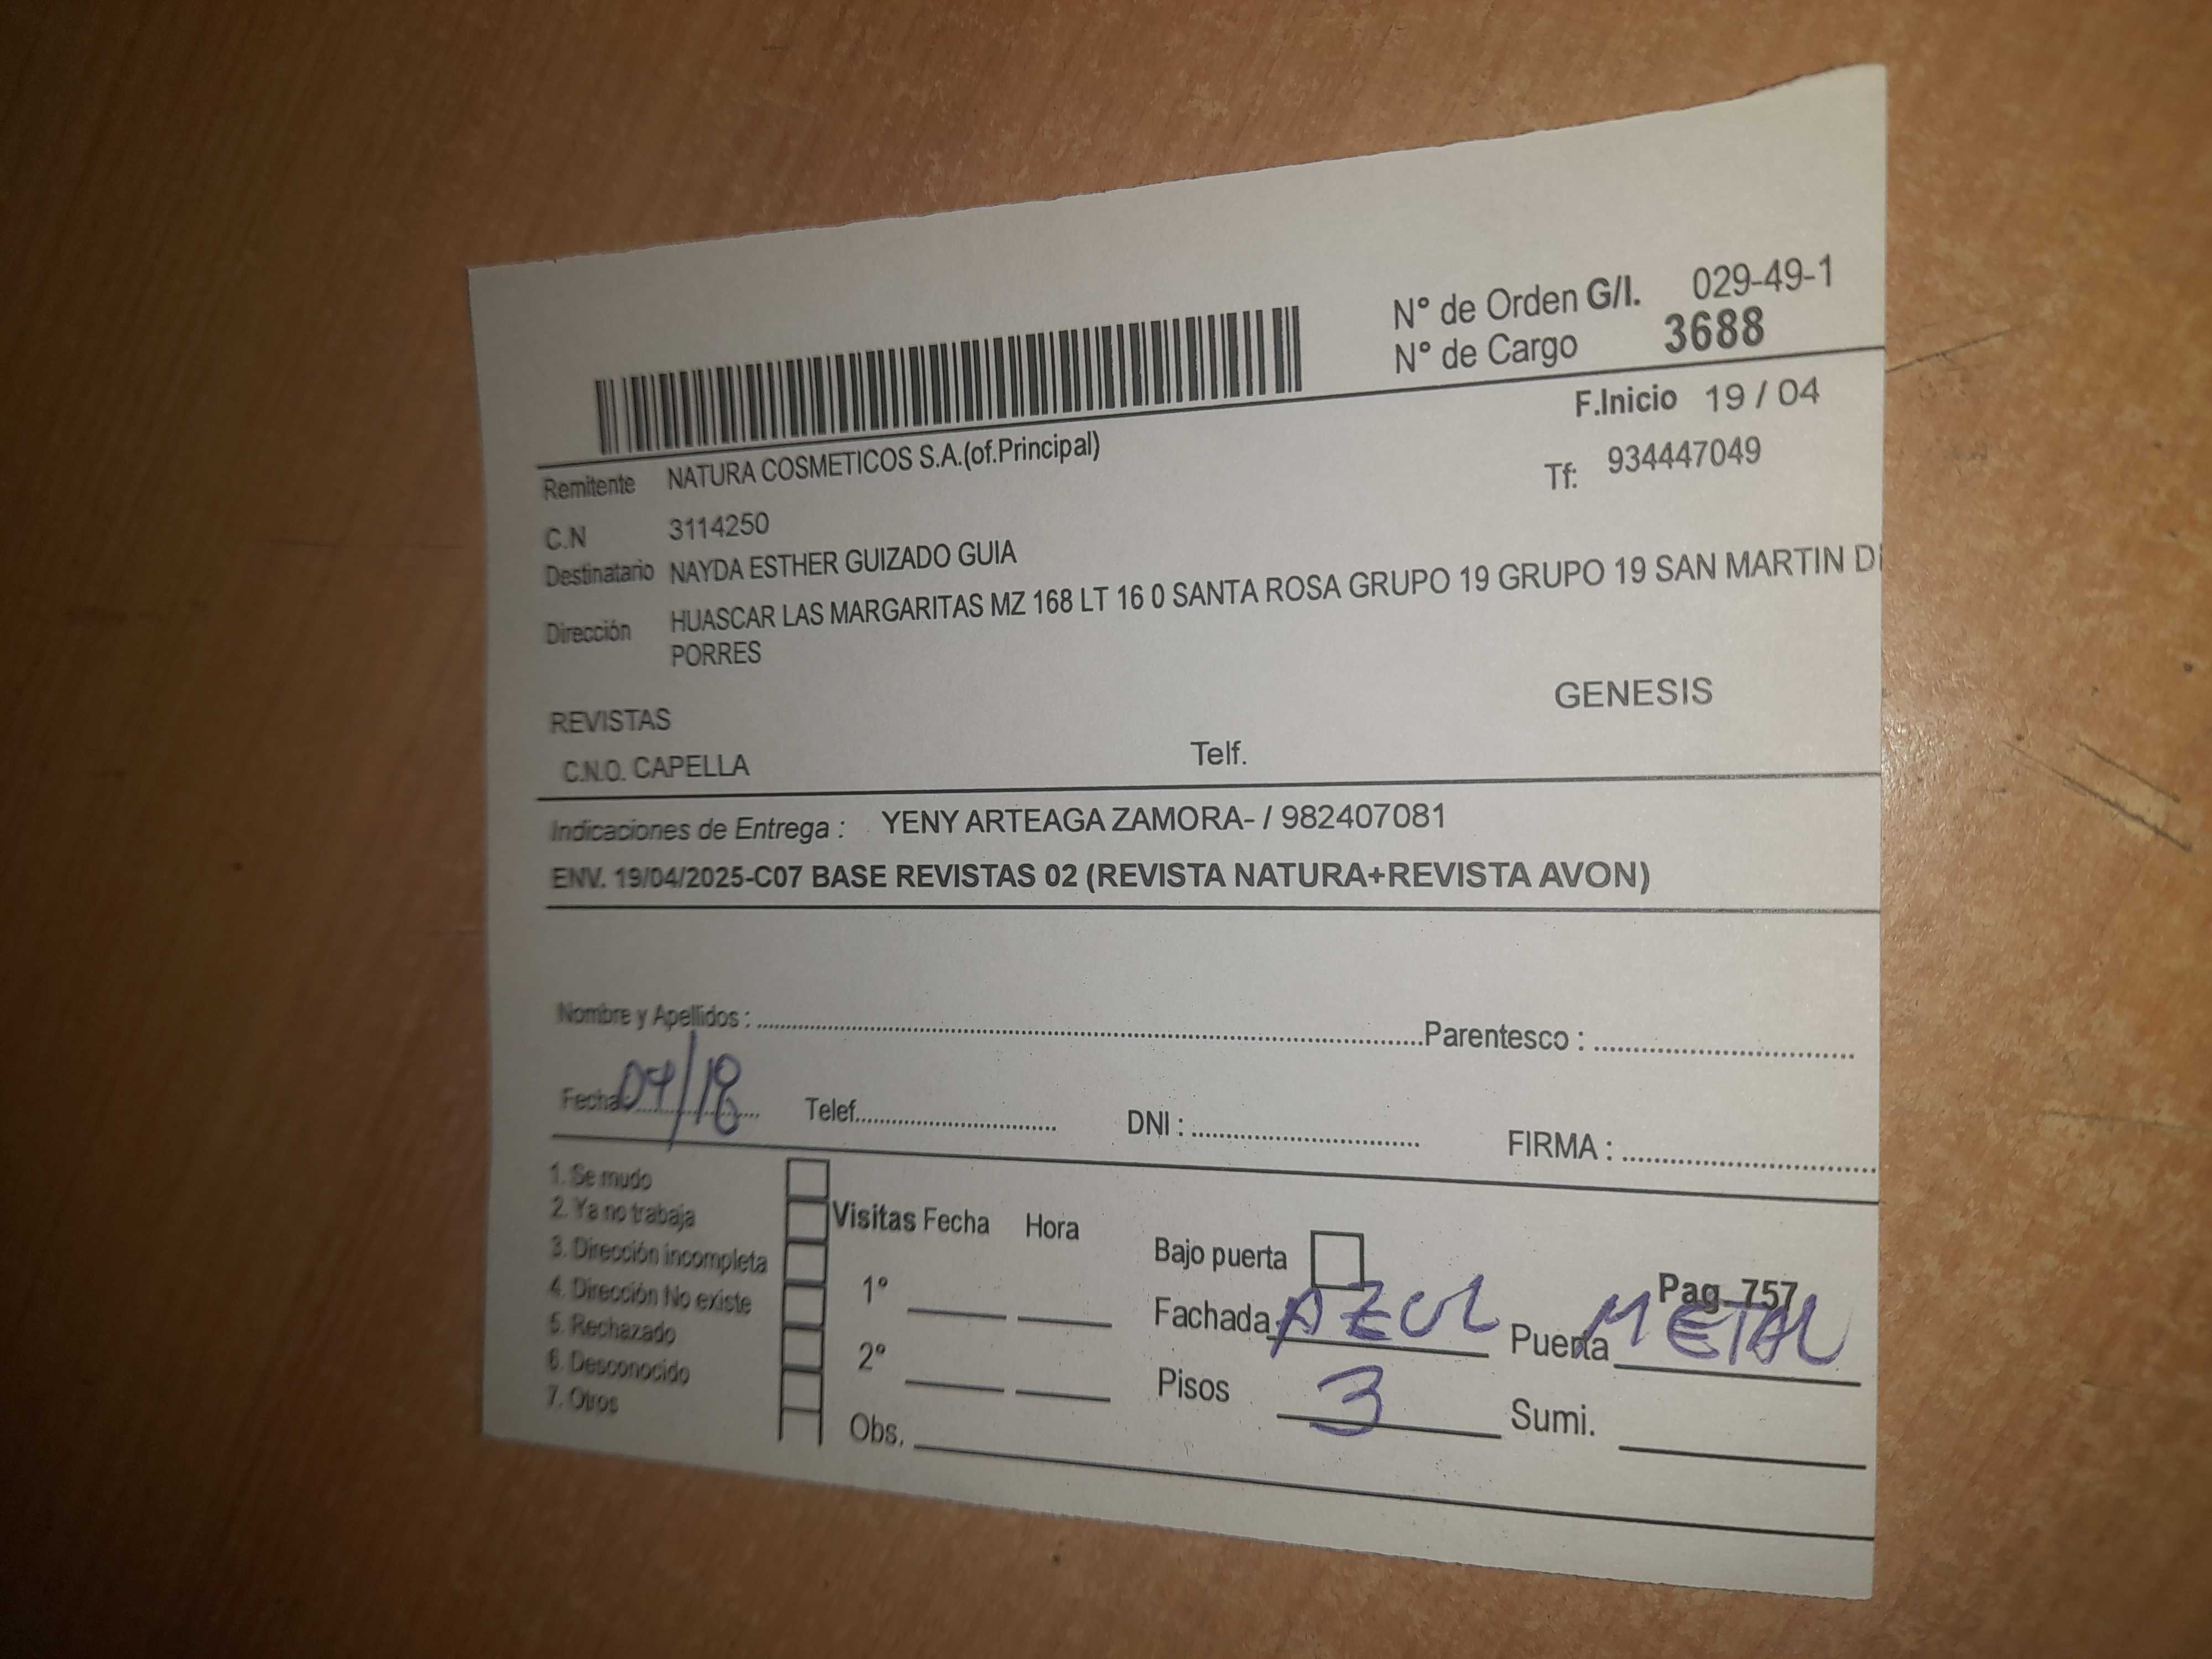 N° de Orden G/I. 029-49-1
N° de Cargo 3688
F.Inicio 19 / 04
Remitente NATURA COSMETICOS S.A.(of.Principal)
Tf: 934447049
C.N 3114250
Destinatario NAYDA ESTHER GUIZADO GUIA
Dirección HUASCAR LAS MARGARITAS MZ 168 LT 16 0 SANTA ROSA GRUPO 19 GRUPO 19 SAN MARTIN D
PORRES
GENESIS
REVISTAS
C.N.O. CAPELLA Telf.
Indicaciones de Entrega : YENY ARTEAGA ZAMORA- / 982407081
ENV. 19/04/2025-C07 BASE REVISTAS 02 (REVISTA NATURA+REVISTA AVON)
Nombre y Apellidos : Parentesco :
Fecha Telef. DNI : FIRMA :
1. Se mudo
2. Ya no trabaja
3. Dirección incompleta
4. Dirección No existe
5. Rechazado
6. Desconocido
7. Otros
Visitas Fecha Hora
1°
2°
Obs.
Bajo puerta
Pag. 757
Fachada AZUL Puerta METAL
Pisos 3 Sumi.